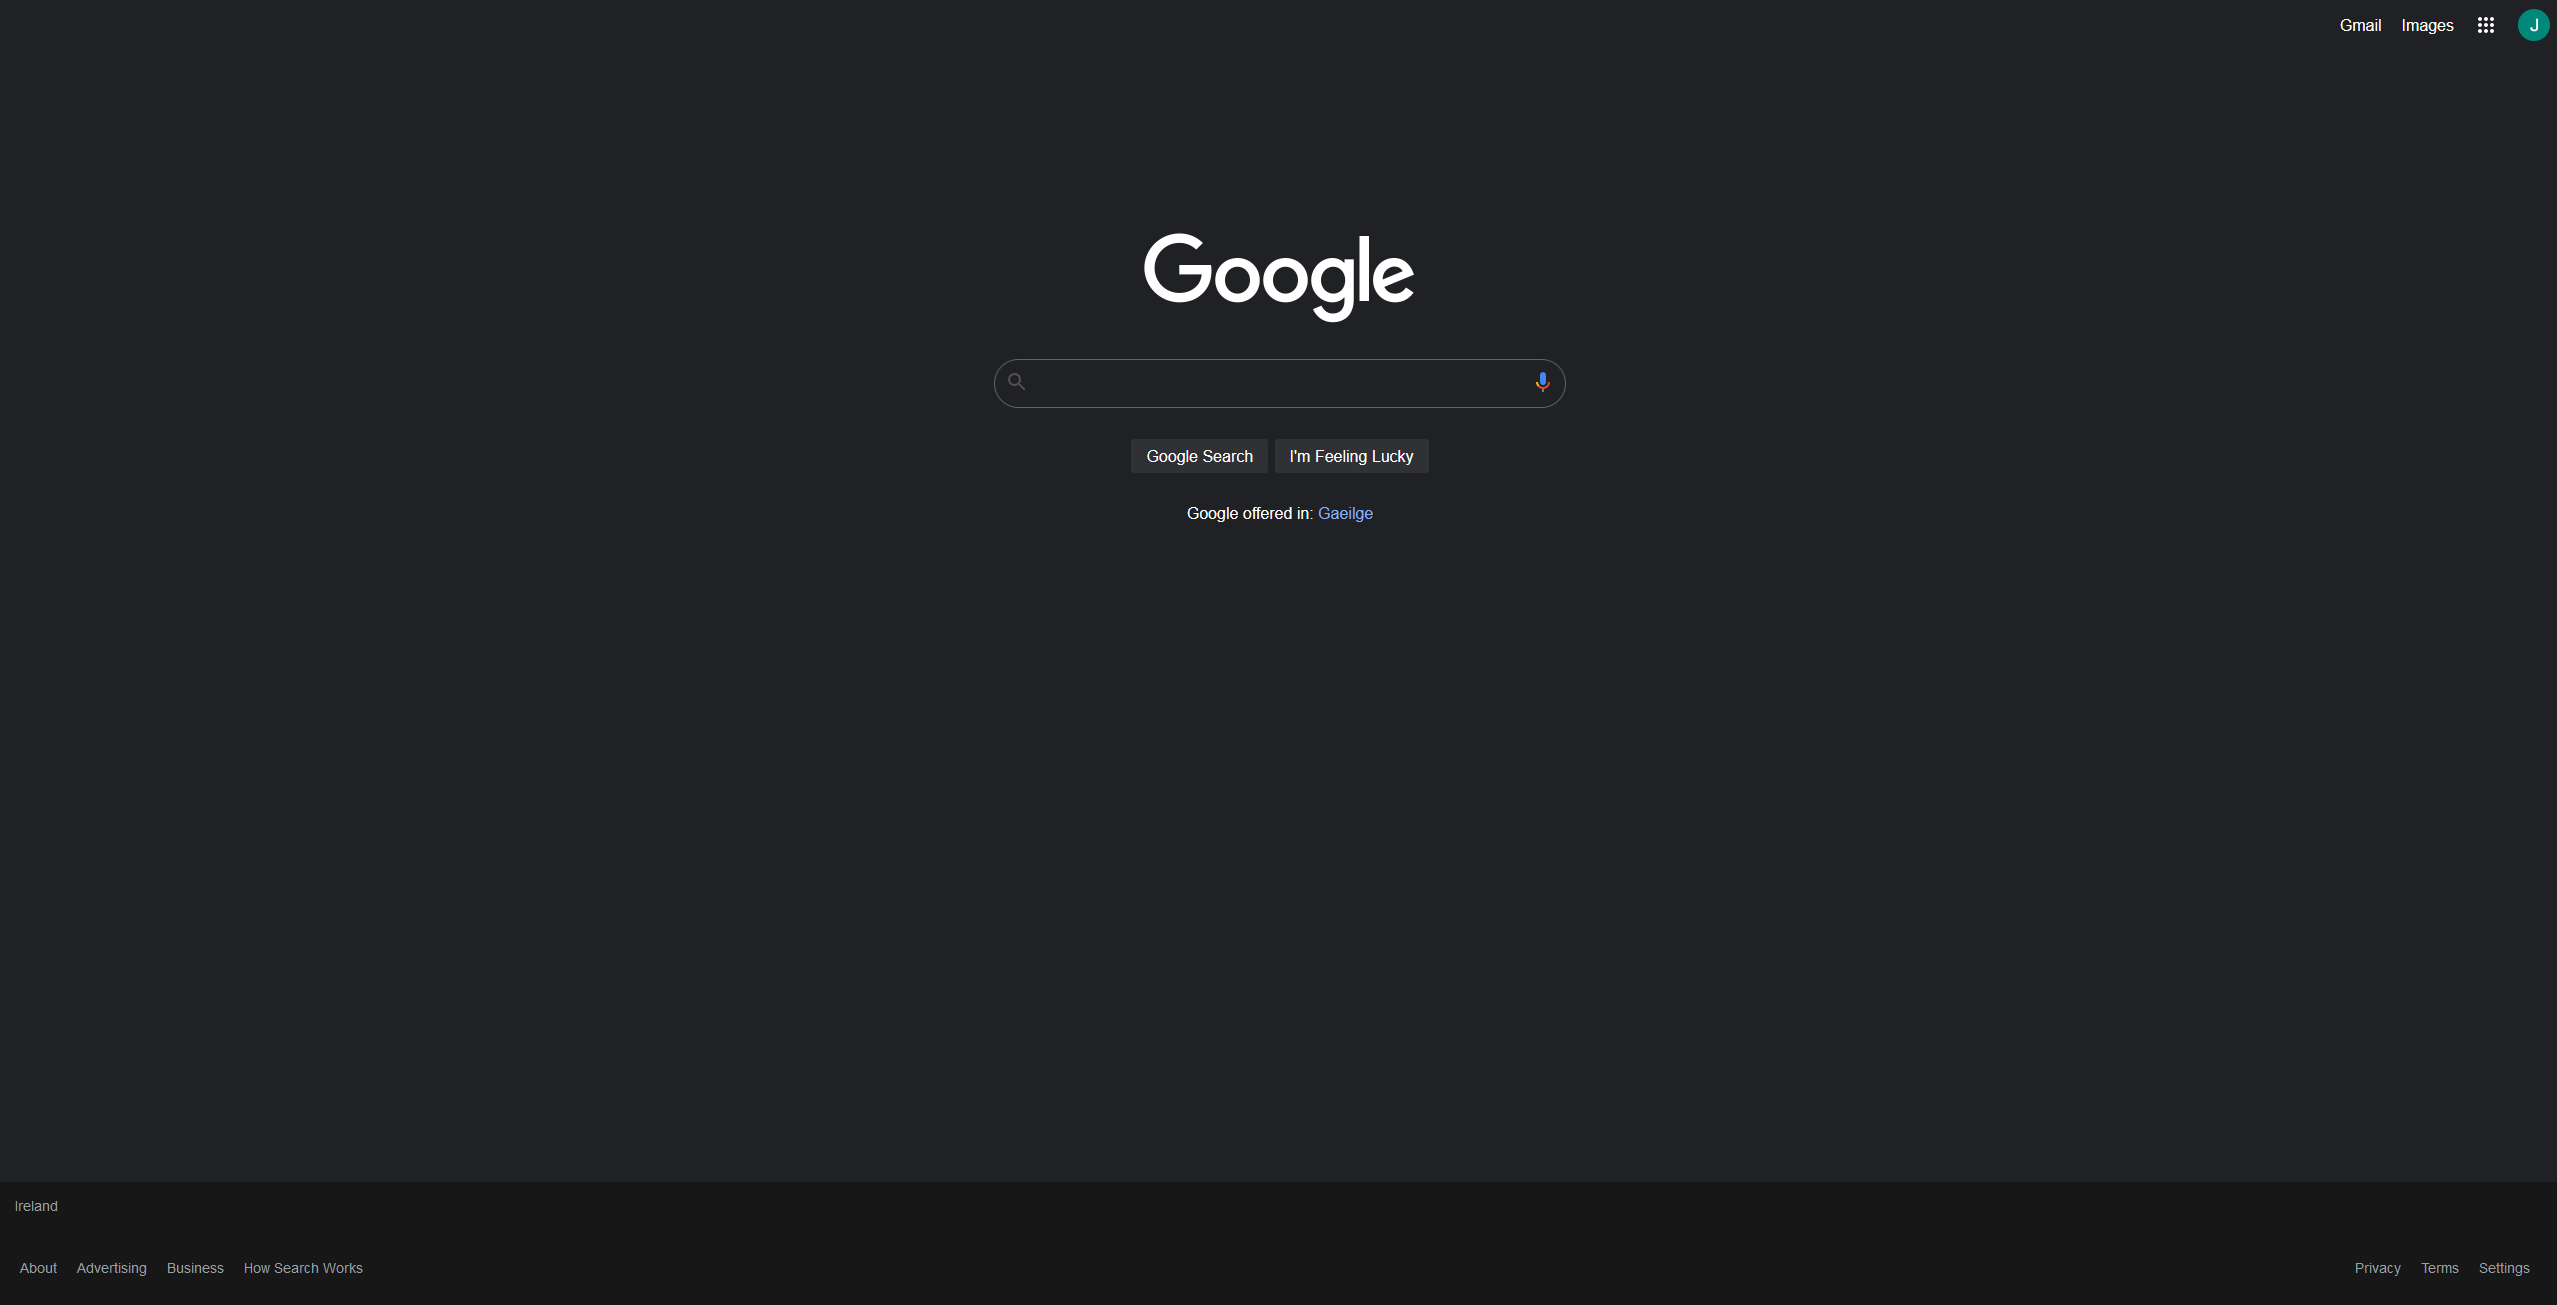 Gmail Images J
Google
Google Search I'm Feeling Lucky
Google offered in: Gaeilge
Ireland
About Advertising Business How Search Works Privacy Terms Settings